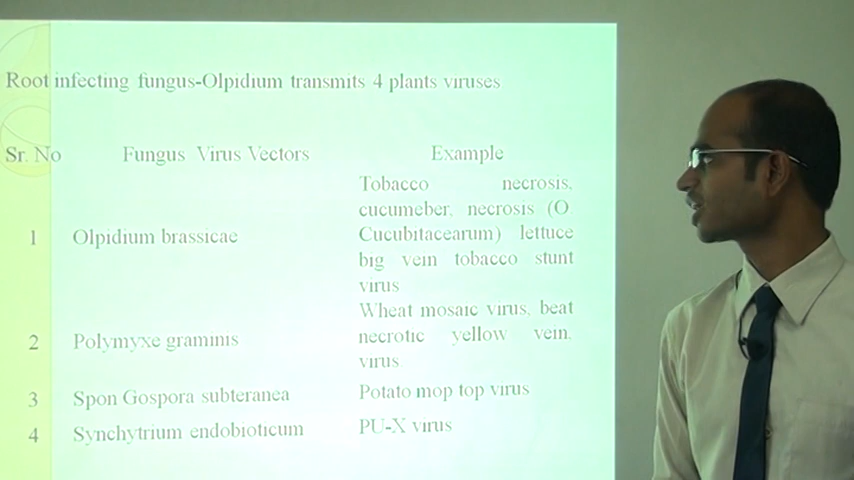 Root infecting fungus-Olpidium transmits 4 plants viruses
Sr. No Fungus Virus Vectors Example
1 Olpidium brassicae Tobacco necrosis,
cucumeber, necrosis (O.
Cucubitacearum) lettuce
big vein tobacco stunt
virus
2 Polymyxe graminis Wheat mosaic virus, beat
necrotic yellow vein,
virus
3 Spon Gospora subteranea Potato mop top virus
4 Synchytrium endobioticum PU-X virus